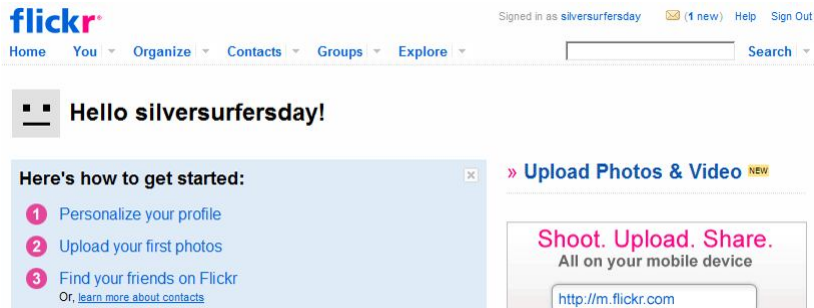 flickr
Signed in as silversurfersday (1 new) Help Sign Out
Home You Organize Contacts Groups Explore Search
Hello silversurfersday!
Here's how to get started:
1 Personalize your profile
2 Upload your first photos
3 Find your friends on Flickr
Or, learn more about contacts
» Upload Photos & Video NEW
Shoot. Upload. Share.
All on your mobile device
http://m.flickr.com